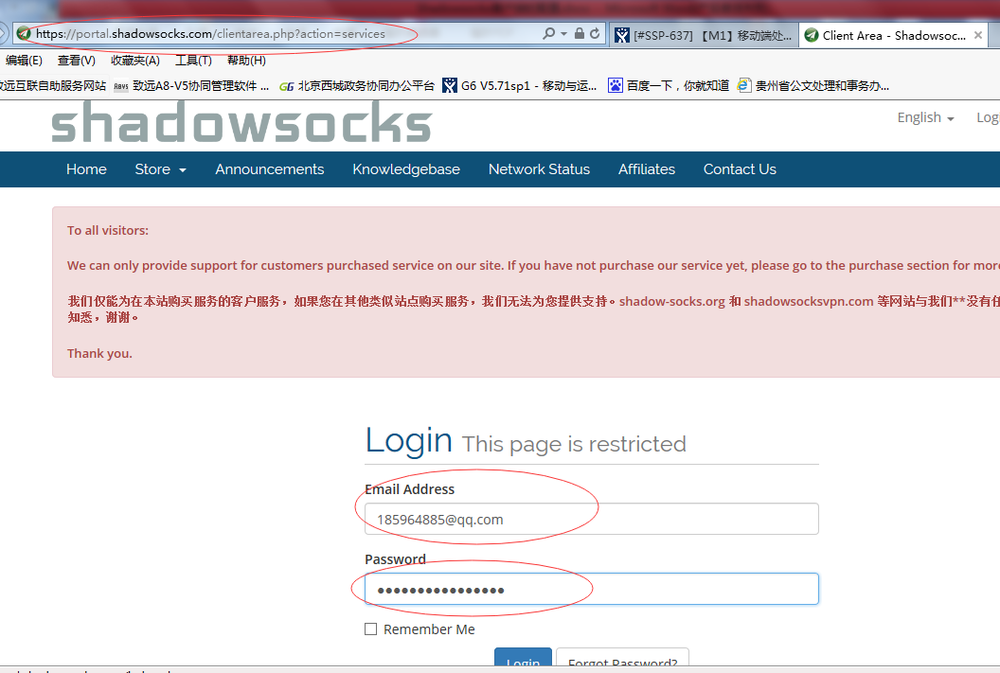 https://portal.shadowsocks.com/clientarea.php?action=services
[#SSP-637] 【M1】移动端处...
Client Area - Shadowsoc...
编辑(E) 查看(V) 收藏夹(A) 工具(T) 帮助(H)
致远互联自助服务网站 致远A8-V5协同管理软件 ... GG 北京西城政务协同办公平台 G6 V5.71sp1 - 移动与运... 百度一下，你就知道 贵州省公文处理和事务办...
shadowsocks
English
Home Store Announcements Knowledgebase Network Status Affiliates Contact Us
To all visitors:
We can only provide support for customers purchased service on our site. If you have not purchase our service yet, please go to the purchase section for more
我们仅能为在本站购买服务的客户服务，如果您在其他类似站点购买服务，我们无法为您提供支持。shadow-socks.org 和 shadowsocksvpn.com 等网站与我们**没有任
知悉，谢谢。
Thank you.
Login This page is restricted
Email Address
185964885@qq.com
Password
Remember Me
Login Forgot Password?